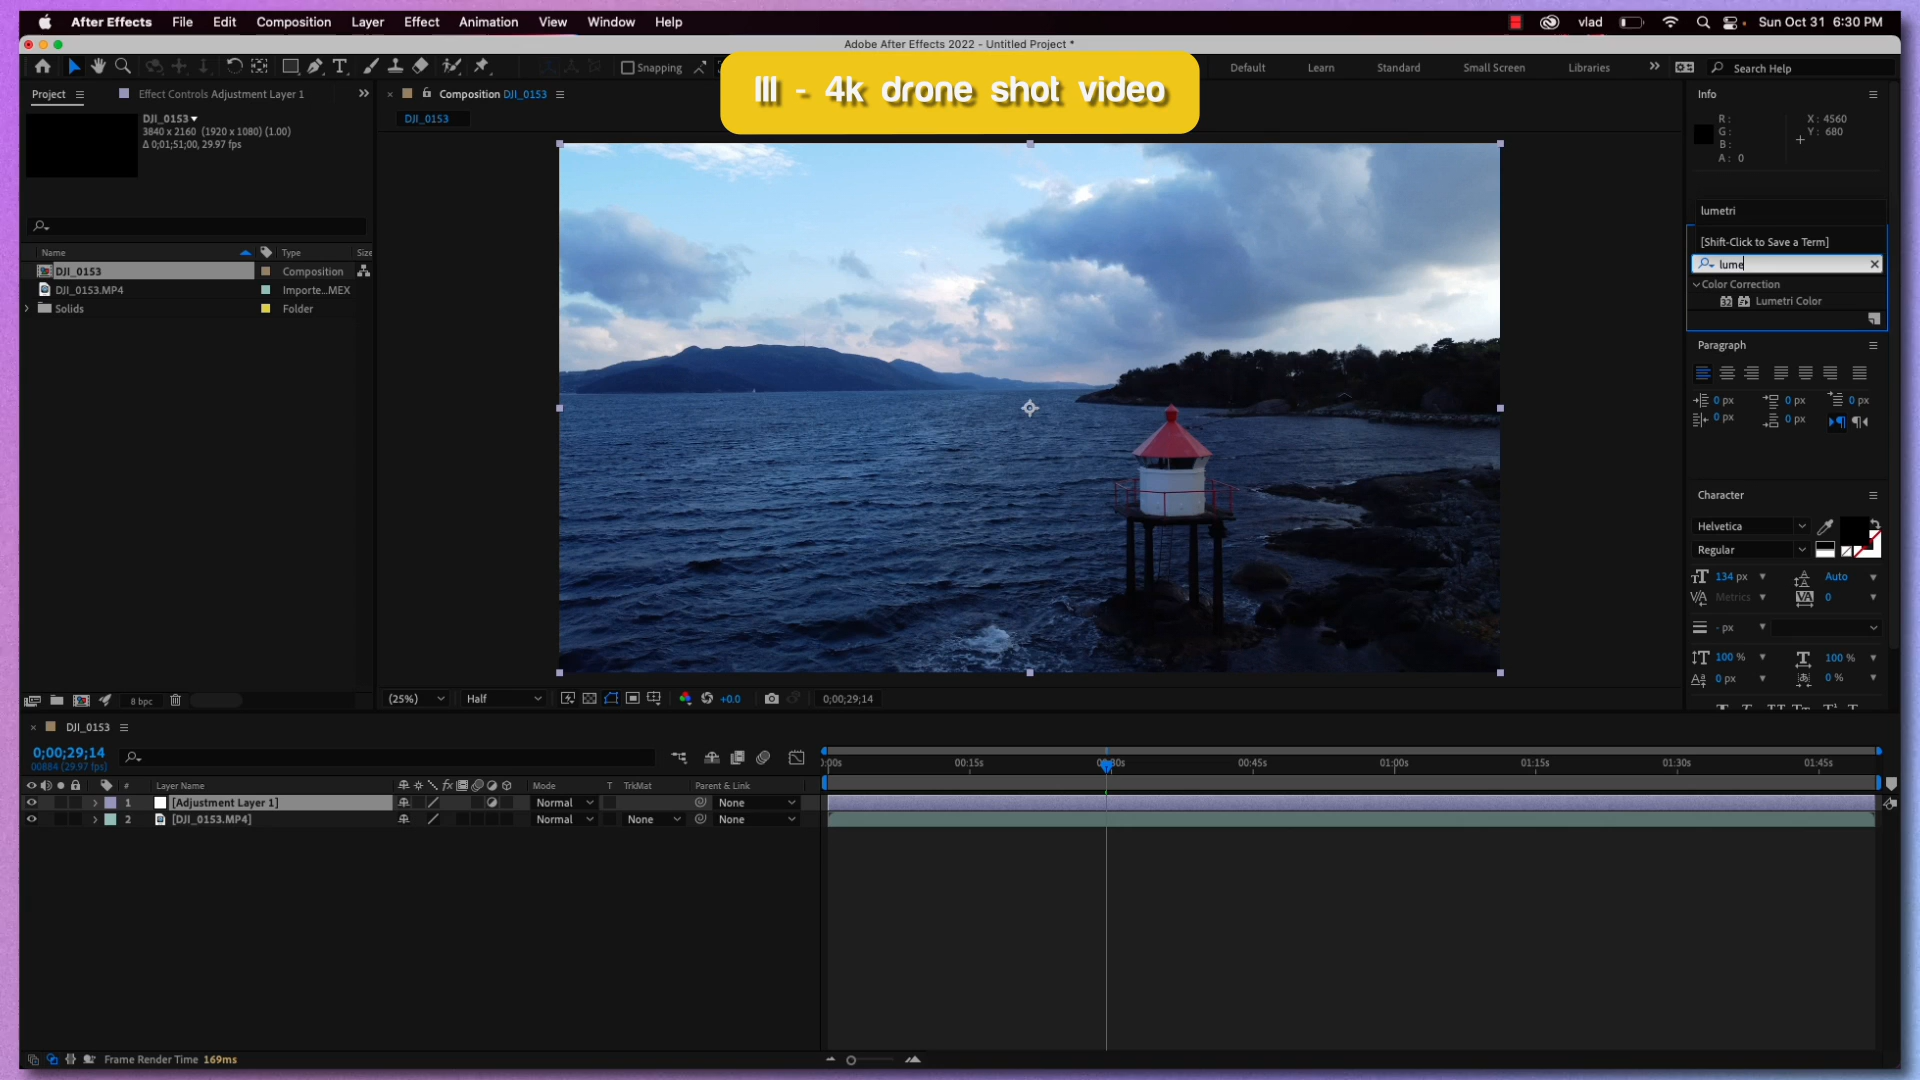 After Effects File Edit Composition Layer Effect Animation View Window Help
vlad Sun Oct 31 6:30 PM
Adobe After Effects 2022 - Untitled Project *
Snapping
Default Learn Standard Small Screen Libraries
Search Help
III - 4k drone shot video
Project
Effect Controls Adjustment Layer 1
Composition DJI_0153
DJI_0153
DJI_0153
3840 x 2160 (1920 x 1080) (1.00)
Δ 0;01;51;00, 29.97 fps
Name Type Size
DJI_0153 Composition
DJI_0153.MP4 Importe...MEX
Solids Folder
8 bpc
(25%) Half +0.0 0;00;29;14
Info
R : X : 4560
G : Y : 680
B :
A : 0
lumetri
[Shift-Click to Save a Term]
lume
Color Correction
32 Lumetri Color
Paragraph
0 px 0 px 0 px
0 px 0 px
Character
Helvetica
Regular
134 px Auto
Metrics 0
- px
100 % 100 %
0 px 0 %
DJI_0153
0;00;29;14
00884 (29.97 fps)
# Layer Name Mode T TrkMat Parent & Link
1 [Adjustment Layer 1] Normal None
2 [DJI_0153.MP4] Normal None None
00:15s 00:45s 01:00s 01:15s 01:30s 01:45s
Frame Render Time 169ms